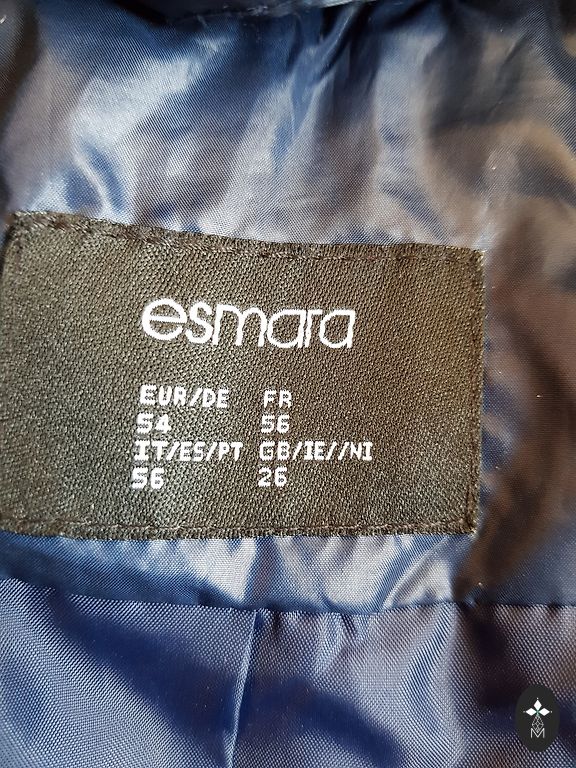 esmara
EUR/DE FR
54 56
IT/ES/PT GB/IE//NI
56 26
M